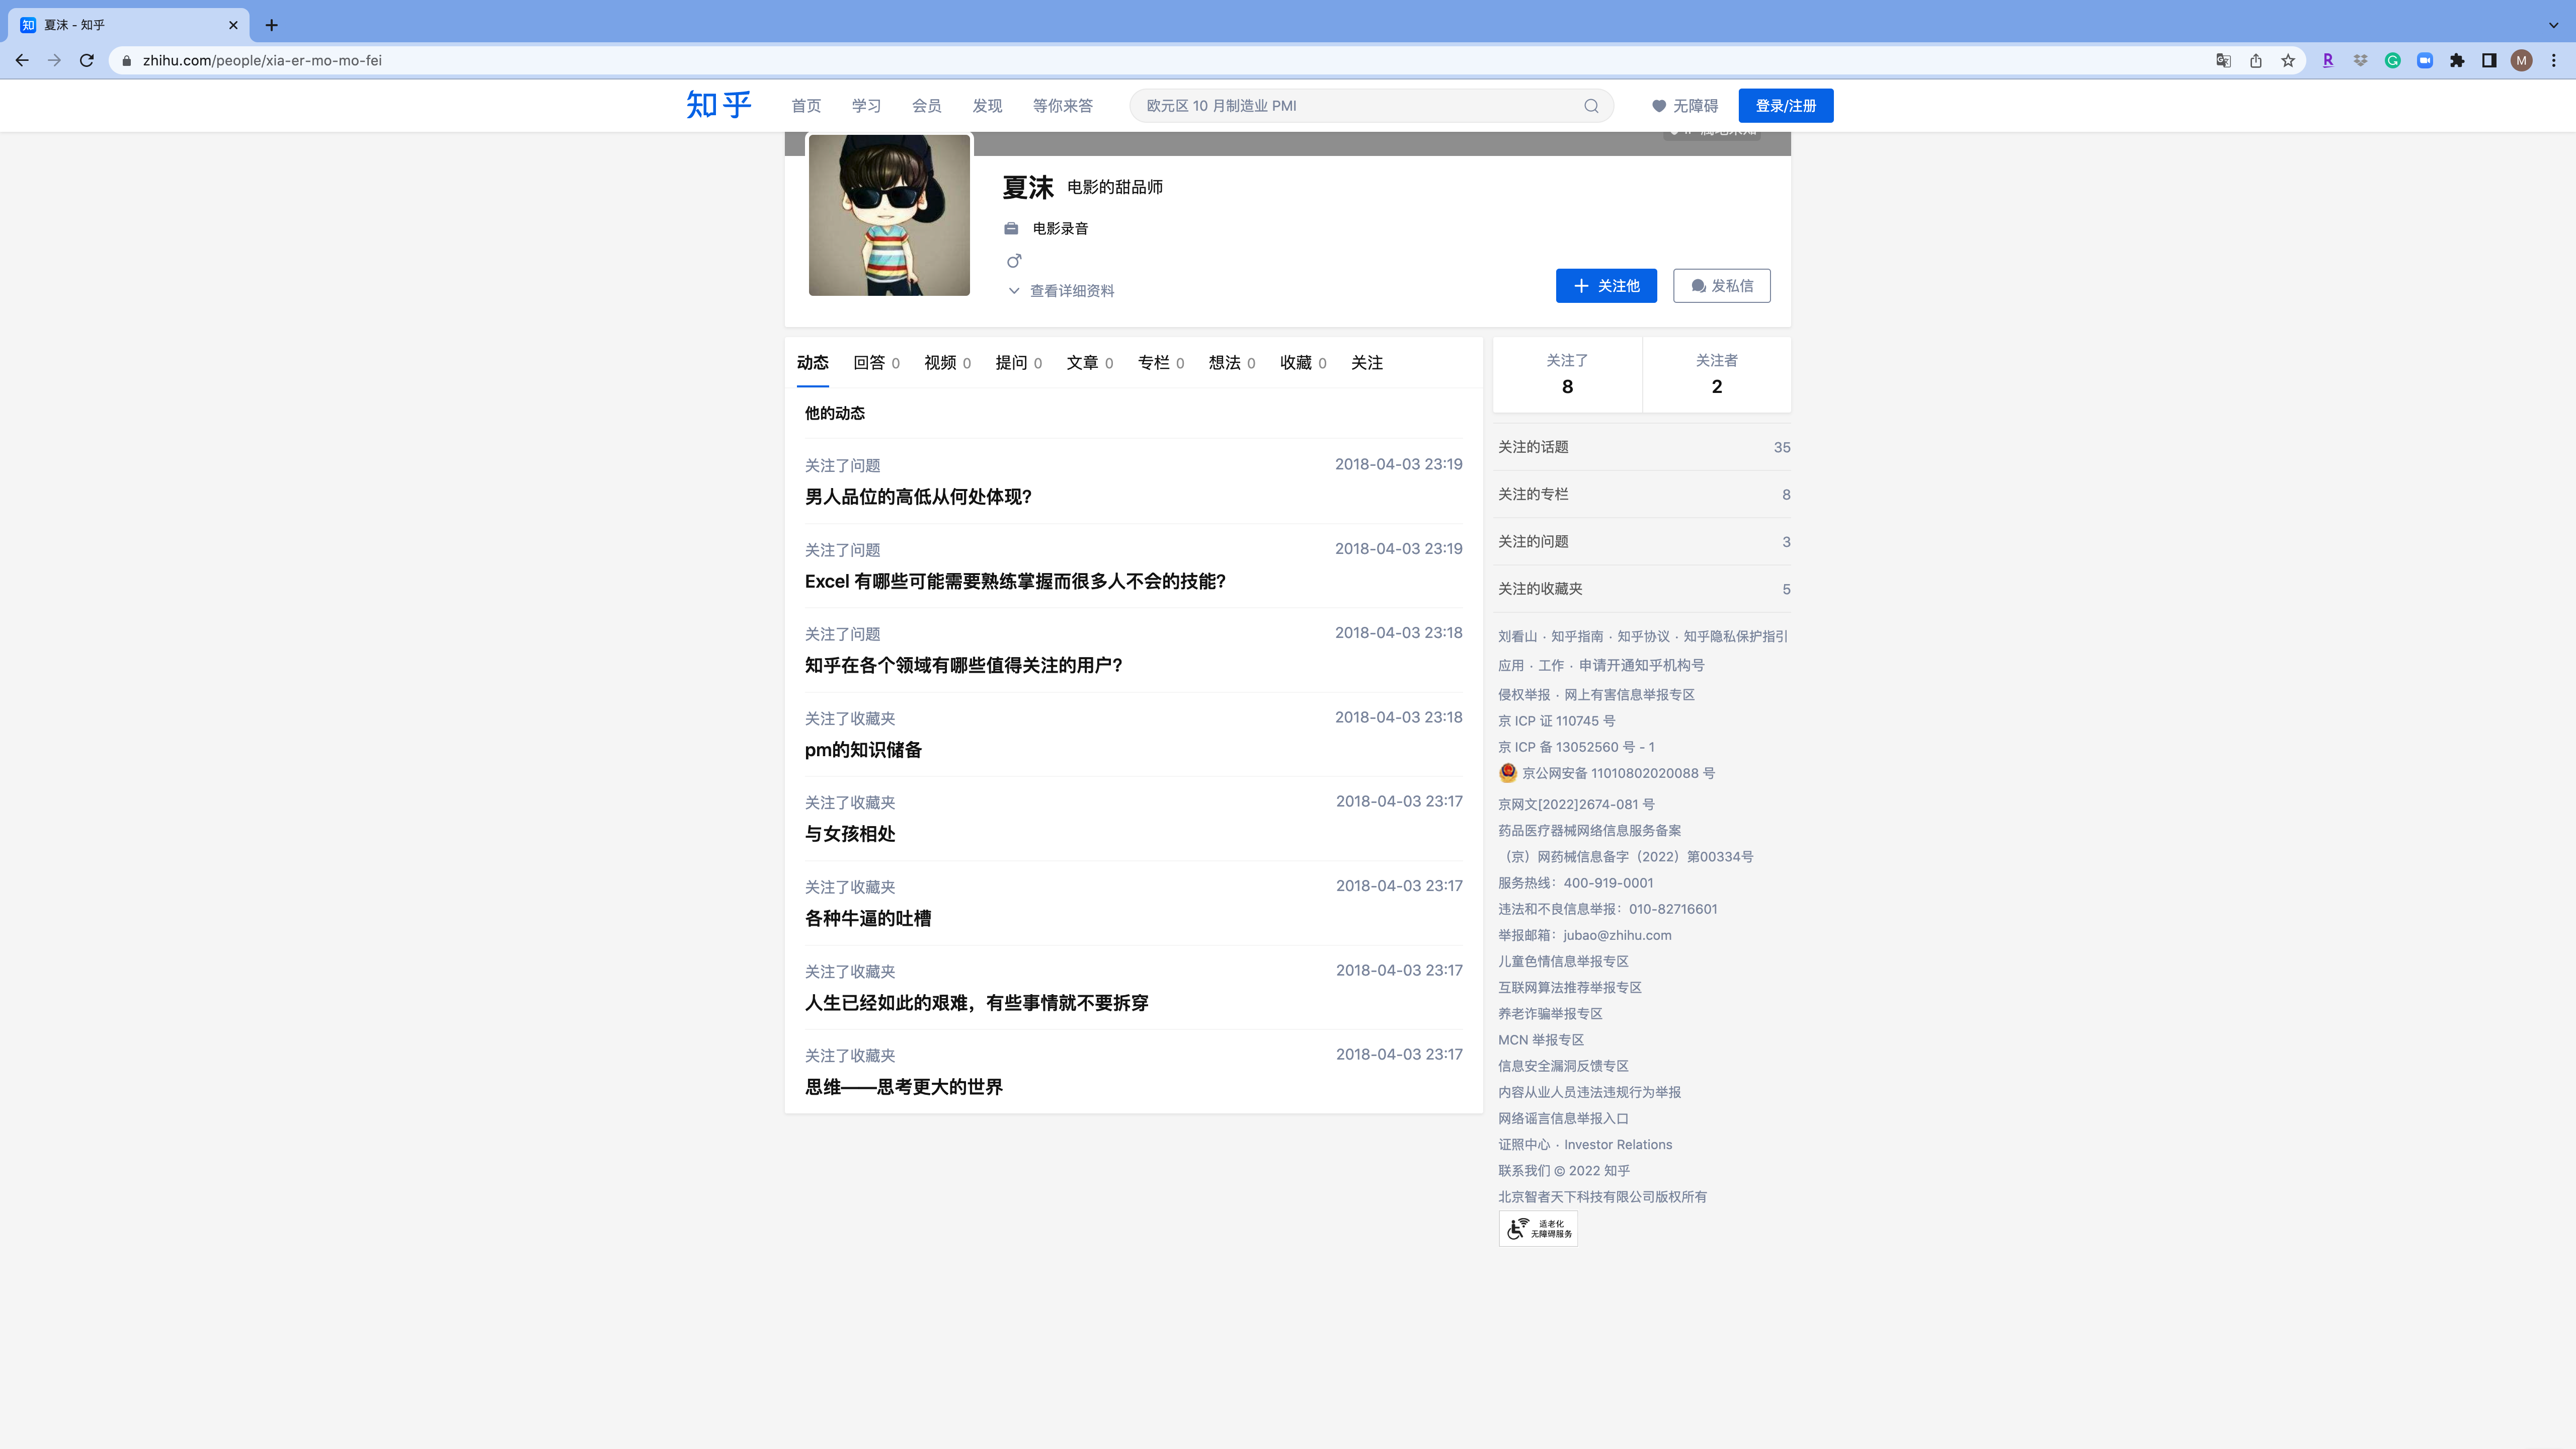 夏沫 - 知乎
zhihu.com/people/xia-er-mo-mo-fei
M
知乎
首页 学习 会员 发现 等你来答
欧元区 10 月制造业 PMI
无障碍
登录/注册
夏沫 电影的甜品师
电影录音
查看详细资料
关注他
发私信
动态 回答 0 视频 0 提问 0 文章 0 专栏 0 想法 0 收藏 0 关注
他的动态
关注了问题 2018-04-03 23:19
男人品位的高低从何处体现?
关注了问题 2018-04-03 23:19
Excel 有哪些可能需要熟练掌握而很多人不会的技能?
关注了问题 2018-04-03 23:18
知乎在各个领域有哪些值得关注的用户?
关注了收藏夹 2018-04-03 23:18
pm的知识储备
关注了收藏夹 2018-04-03 23:17
与女孩相处
关注了收藏夹 2018-04-03 23:17
各种牛逼的吐槽
关注了收藏夹 2018-04-03 23:17
人生已经如此的艰难，有些事情就不要拆穿
关注了收藏夹 2018-04-03 23:17
思维——思考更大的世界
关注了 关注者
8 2
关注的话题 35
关注的专栏 8
关注的问题 3
关注的收藏夹 5
刘看山 · 知乎指南 · 知乎协议 · 知乎隐私保护指引
应用 · 工作 · 申请开通知乎机构号
侵权举报 · 网上有害信息举报专区
京 ICP 证 110745 号
京 ICP 备 13052560 号 - 1
京公网安备 11010802020088 号
京网文[2022]2674-081 号
药品医疗器械网络信息服务备案
（京）网药械信息备字（2022）第00334号
服务热线：400-919-0001
违法和不良信息举报：010-82716601
举报邮箱：jubao@zhihu.com
儿童色情信息举报专区
互联网算法推荐举报专区
养老诈骗举报专区
MCN 举报专区
信息安全漏洞反馈专区
内容从业人员违法违规行为举报
网络谣言信息举报入口
证照中心 · Investor Relations
联系我们 © 2022 知乎
北京智者天下科技有限公司版权所有
适老化
无障碍服务